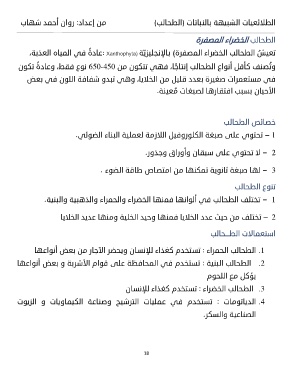 الطلائعيات الشبيهة بالنباتات (الطحالب) من إعداد: روان أحمد شهاب
الطحالب الخضراء المصفرة
تعيش الطحالب الخضراء المصفرة) بالإنجليزيّة (Xanthophyta -عادةً في المياه العذبة،
وتُصنف كأقل أنواع الطحالب إنتاجًا، فهي تتكون من 450-650 نوع فقط، وعادةً تكون
في مستعمرات صغيرة بعدد قليل من الخلايا، وهي تبدو شفافة اللون في بعض
الأحيان بسبب افتقارها لصبغات مُعينة.
خصائص الطحالب
1 – تحتوي على صبغة الكلوروفيل اللازمة لعملية البناء الضوئي.
2 – لا تحتوي على سيقان وأوراق وجذور.
3 – لها صبغة ثانوية تمكنها من امتصاص طاقة الضوء .
تنوع الطحالب
1 – تختلف الطحالب في ألوانها فمنها الخضراء والحمراء والذهبية والبنية.
2 – تختلف من حيث عدد الخلايا فمنها وحيد الخلية ومنها عديد الخلايا
استعمالات الطــحالب
1. الطحالب الحمراء : تستخدم كغذاء للإنسان ويحضر الآجار من بعض أنواعها
2. الطحالب البنية : تستخدم في المحافظة على قوام الأشربة و بعض أنواعها
يؤكل مع اللحوم
3. الطحالب الخضراء : تستخدم كغذاء للإنسان
4. الدياتومات : تستخدم في عمليات الترشيح وصناعة الكيماويات و الزيوت
الصناعية والسكر.
18